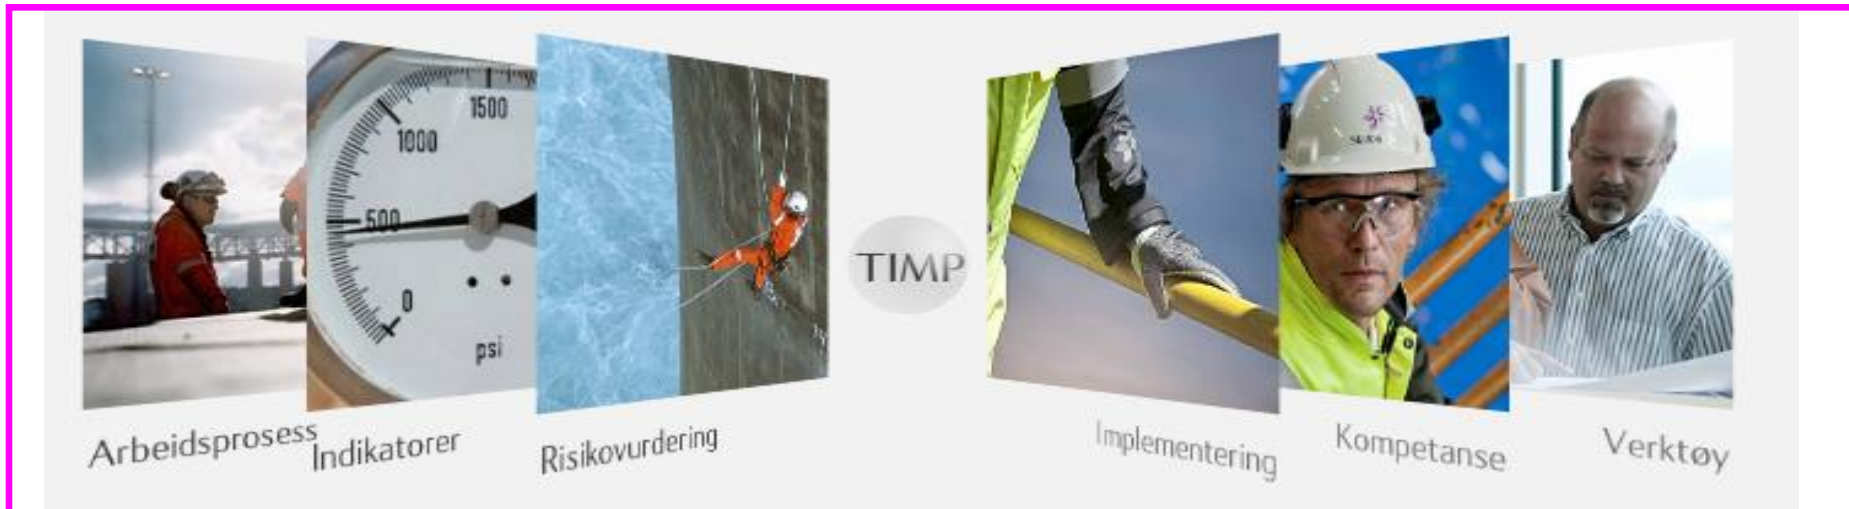 1500
1000
500
0
psi
TIMP
Arbeidsprosess
Indikatorer
Risikovurdering
Implementering
Kompetanse
Verktøy